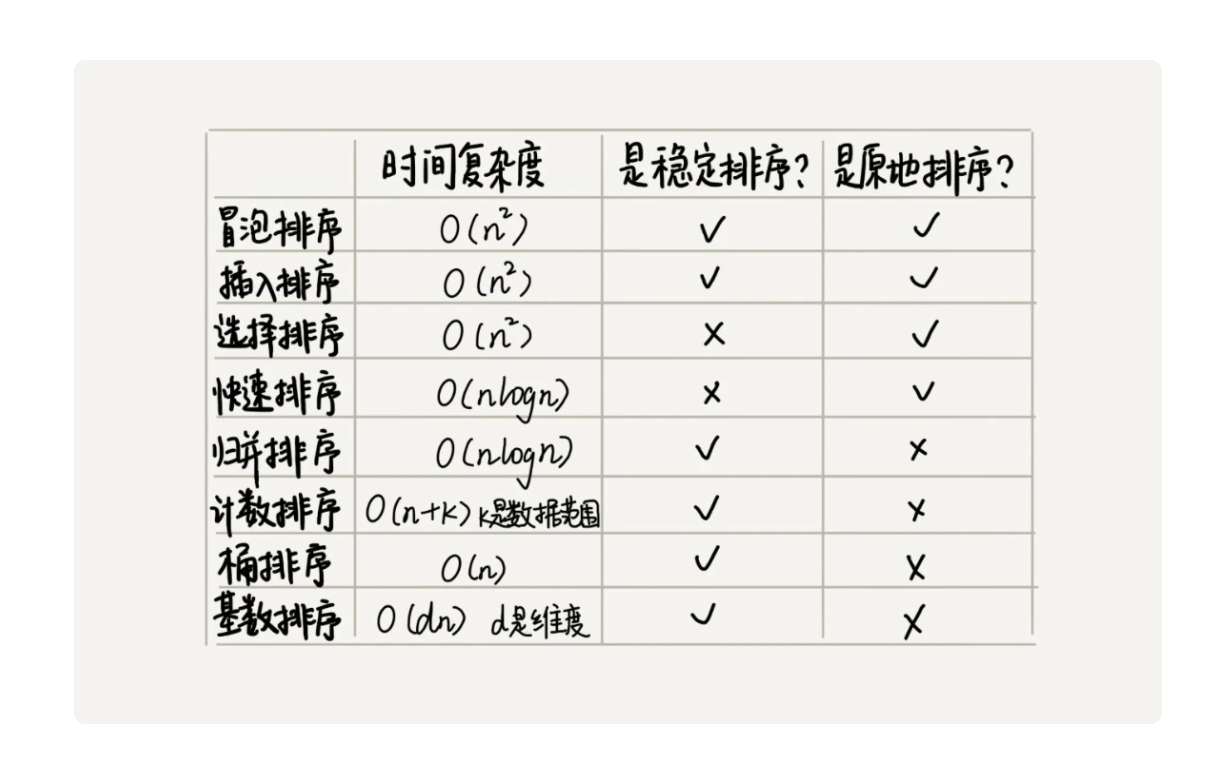 时间复杂度 是稳定排序? 是原地排序?
冒泡排序 O(n²) ✓ ✓
插入排序 O(n²) ✓ ✓
选择排序 O(n²) × ✓
快速排序 O(nlogn) × ✓
归并排序 O(nlogn) ✓ ×
计数排序 O(n+k) k是数据范围 ✓ ×
桶排序 O(n) ✓ ×
基数排序 O(dn) d是维度 ✓ ×